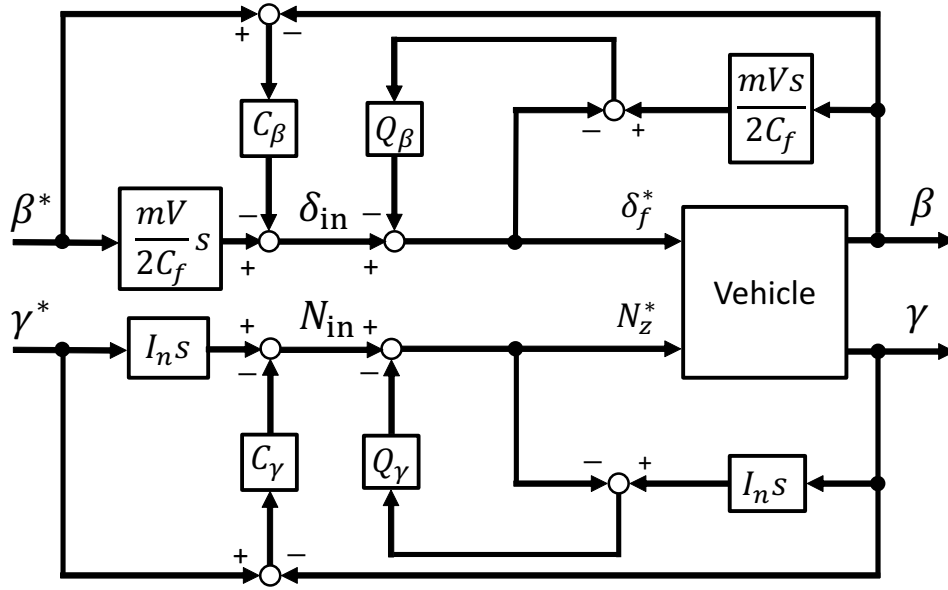 + −
mVs
2C_f
C_β
Q_β
− +
β* − δ_in − δ_f* β
mV
2C_f s
+ +
Vehicle
γ* N_in N_z* γ
+ +
I_n s
− −
C_γ
Q_γ
− +
I_n s
+ −